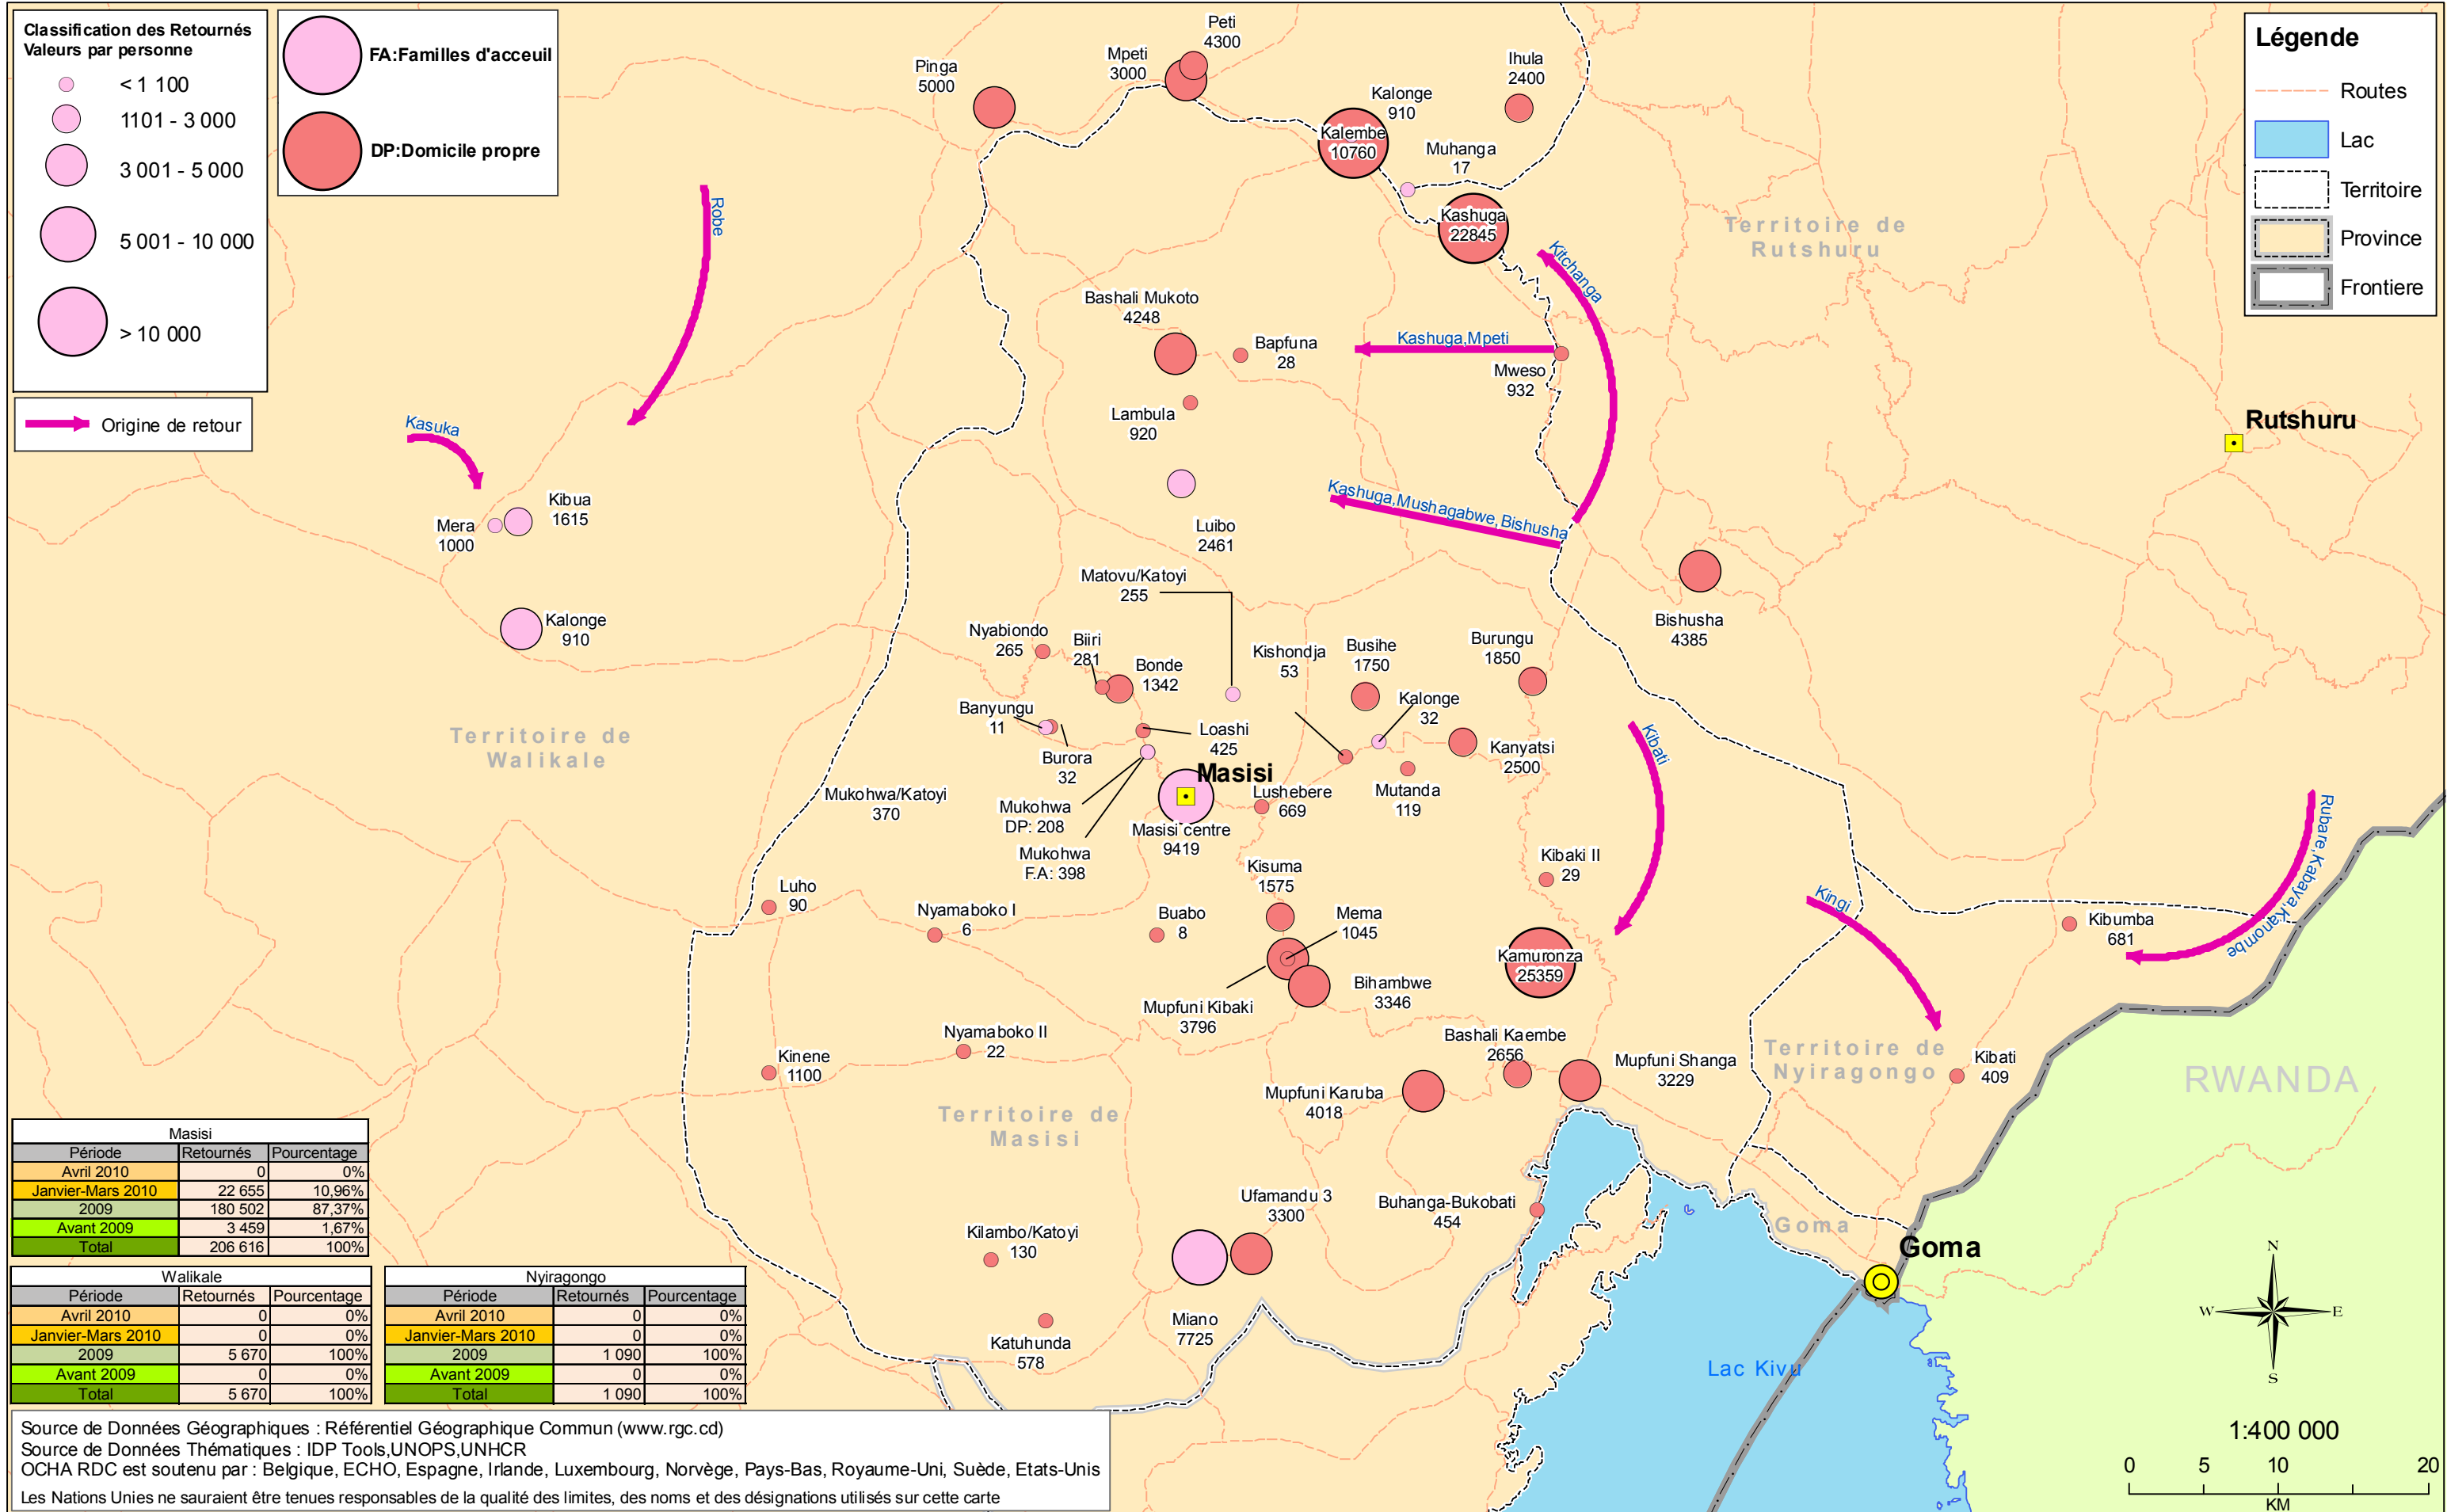 Classification des Retournés
Valeurs par personne
< 1 100
1101 - 3 000
3 001 - 5 000
5 001 - 10 000
> 10 000
FA:Familles d'acceuil
DP:Domicile propre
Origine de retour
Légende
Routes
Lac
Territoire
Province
Frontiere
Peti
4300
Mpeti
3000
Pinga
5000
Ihula
2400
Kalonge
910
Kalembe
10760
Muhanga
17
Kashuga
22845
Territoire de
Rutshuru
Robe
Kitchanga
Bashali Mukoto
4248
Bapfuna
28
Kashuga,Mpeti
Mweso
932
Lambula
920
Rutshuru
Kasuka
Kibua
1615
Mera
1000
Luibo
2461
Kashuga,Mushagabwe,Bishusha
Matovu/Katoyi
255
Bishusha
4385
Kalonge
910
Nyabiondo
265
Biiri
281
Bonde
1342
Kishondja
53
Busihe
1750
Burungu
1850
Kalonge
32
Banyungu
11
Burora
32
Loashi
425
Kanyatsi
2500
Kibati
Territoire de
Walikale
Masisi
Mukohwa/Katoyi
370
Mukohwa
DP: 208
Lushebere
669
Mutanda
119
Masisi centre
9419
Mukohwa
F.A: 398
Rubare,Kabaya,Kanombe
Kisuma
1575
Kibaki II
29
Luho
90
Nyamaboko I
6
Buabo
8
Mema
1045
Kingi
Kibumba
681
Kamuronza
25359
Bihambwe
3346
Mupfuni Kibaki
3796
Nyamaboko II
22
Kinene
1100
Bashali Kaembe
2656
Mupfuni Shanga
3229
Mupfuni Karuba
4018
Territoire de
Nyiragongo
Kibati
409
RWANDA
Territoire de
Masisi
Ufamandu 3
3300
Buhanga-Bukobati
454
Goma
Goma
Kilambo/Katoyi
130
Miano
7725
Katuhunda
578
Lac Kivu
Masisi
Période Retournés Pourcentage
Avril 2010 0 0%
Janvier-Mars 2010 22 655 10,96%
2009 180 502 87,37%
Avant 2009 3 459 1,67%
Total 206 616 100%
Walikale
Période Retournés Pourcentage
Avril 2010 0 0%
Janvier-Mars 2010 0 0%
2009 5 670 100%
Avant 2009 0 0%
Total 5 670 100%
Nyiragongo
Période Retournés Pourcentage
Avril 2010 0 0%
Janvier-Mars 2010 0 0%
2009 1 090 100%
Avant 2009 0 0%
Total 1 090 100%
N
W E
S
1:400 000
0 5 10 20
KM
Source de Données Géographiques : Référentiel Géographique Commun (www.rgc.cd)
Source de Données Thématiques : IDP Tools,UNOPS,UNHCR
OCHA RDC est soutenu par : Belgique, ECHO, Espagne, Irlande, Luxembourg, Norvège, Pays-Bas, Royaume-Uni, Suède, Etats-Unis
Les Nations Unies ne sauraient être tenues responsables de la qualité des limites, des noms et des désignations utilisés sur cette carte